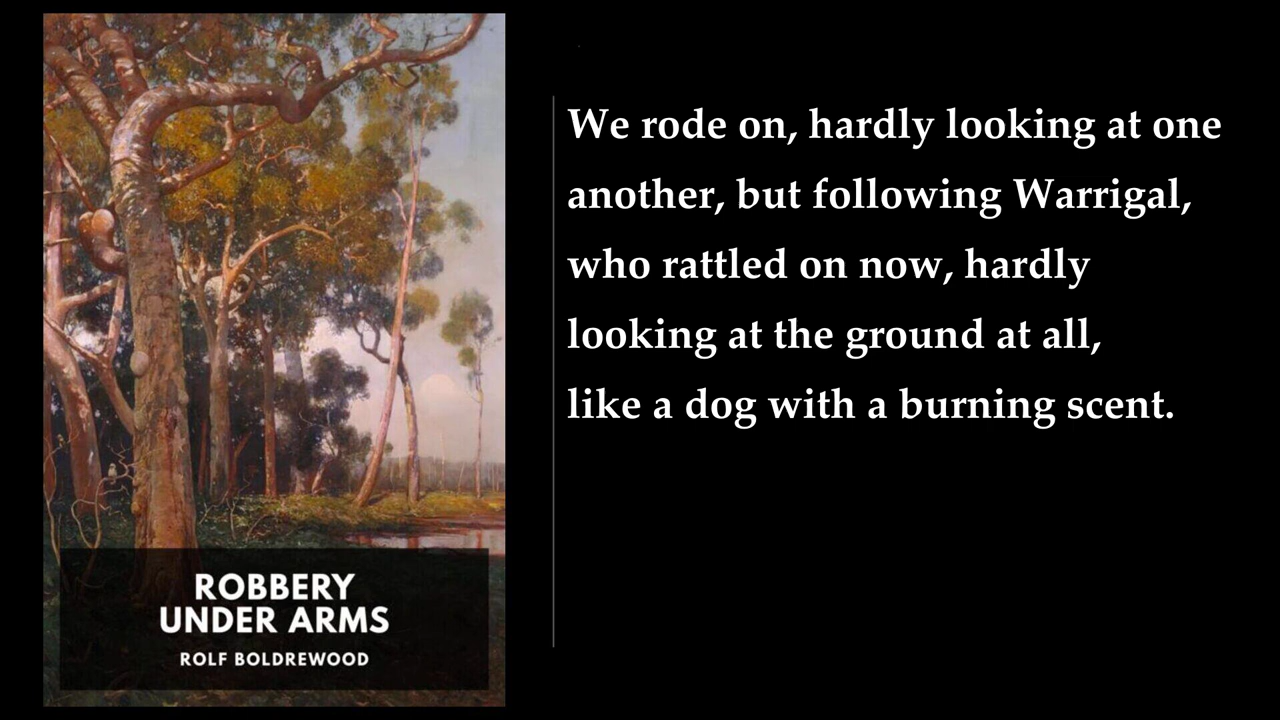 ROBBERY
UNDER ARMS
ROLF BOLDREWOOD
We rode on, hardly looking at one
another, but following Warrigal,
who rattled on now, hardly
looking at the ground at all,
like a dog with a burning scent.